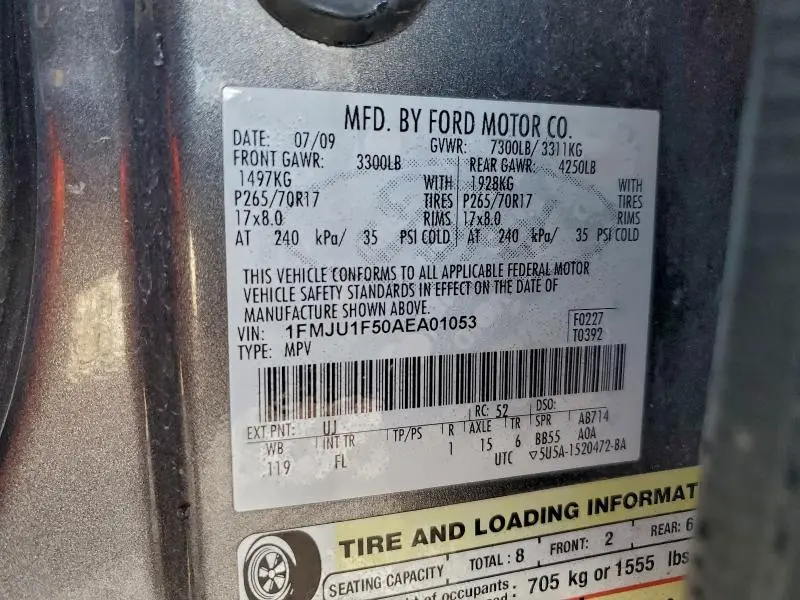 MFD. BY FORD MOTOR CO.
DATE: 07/09 GVWR: 7300LB/ 3311KG
FRONT GAWR: 3300LB REAR GAWR: 4250LB
1497KG WITH 1928KG WITH
P265/70R17 TIRES P265/70R17 TIRES
17x8.0 RIMS 17x8.0 RIMS
AT 240 kPa/ 35 PSI COLD AT 240 kPa/ 35 PSI COLD
THIS VEHICLE CONFORMS TO ALL APPLICABLE FEDERAL MOTOR
VEHICLE SAFETY STANDARDS IN EFFECT ON THE DATE OF
MANUFACTURE SHOWN ABOVE.
VIN: 1FMJU1F50AEA01053 F0227
TYPE: MPV T0392
EXT PNT: UJ RC: 52 DSO:
WB INT TR TP/PS R AXLE TR SPR AB714
119 FL 1 15 6 BB55 A0A
UTC ▽5U5A-1520472-BA
TIRE AND LOADING INFORMAT
SEATING CAPACITY TOTAL: 8 FRONT: 2 REAR: 6
of occupants 705 kg or 1555 lbs